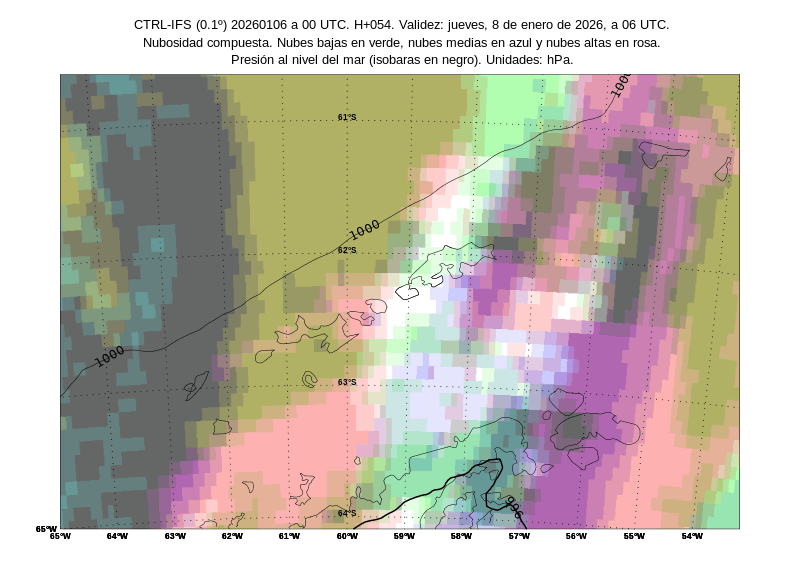 CTRL-IFS (0.1º) 20260106 a 00 UTC. H+054. Validez: jueves, 8 de enero de 2026, a 06 UTC.
Nubosidad compuesta. Nubes bajas en verde, nubes medias en azul y nubes altas en rosa.
Presión al nivel del mar (isobaras en negro). Unidades: hPa.
1000
61°S
1000
62°S
1000
63°S
996
64°S
65°W
65°W 64°W 63°W 62°W 61°W 60°W 59°W 58°W 57°W 56°W 55°W 54°W